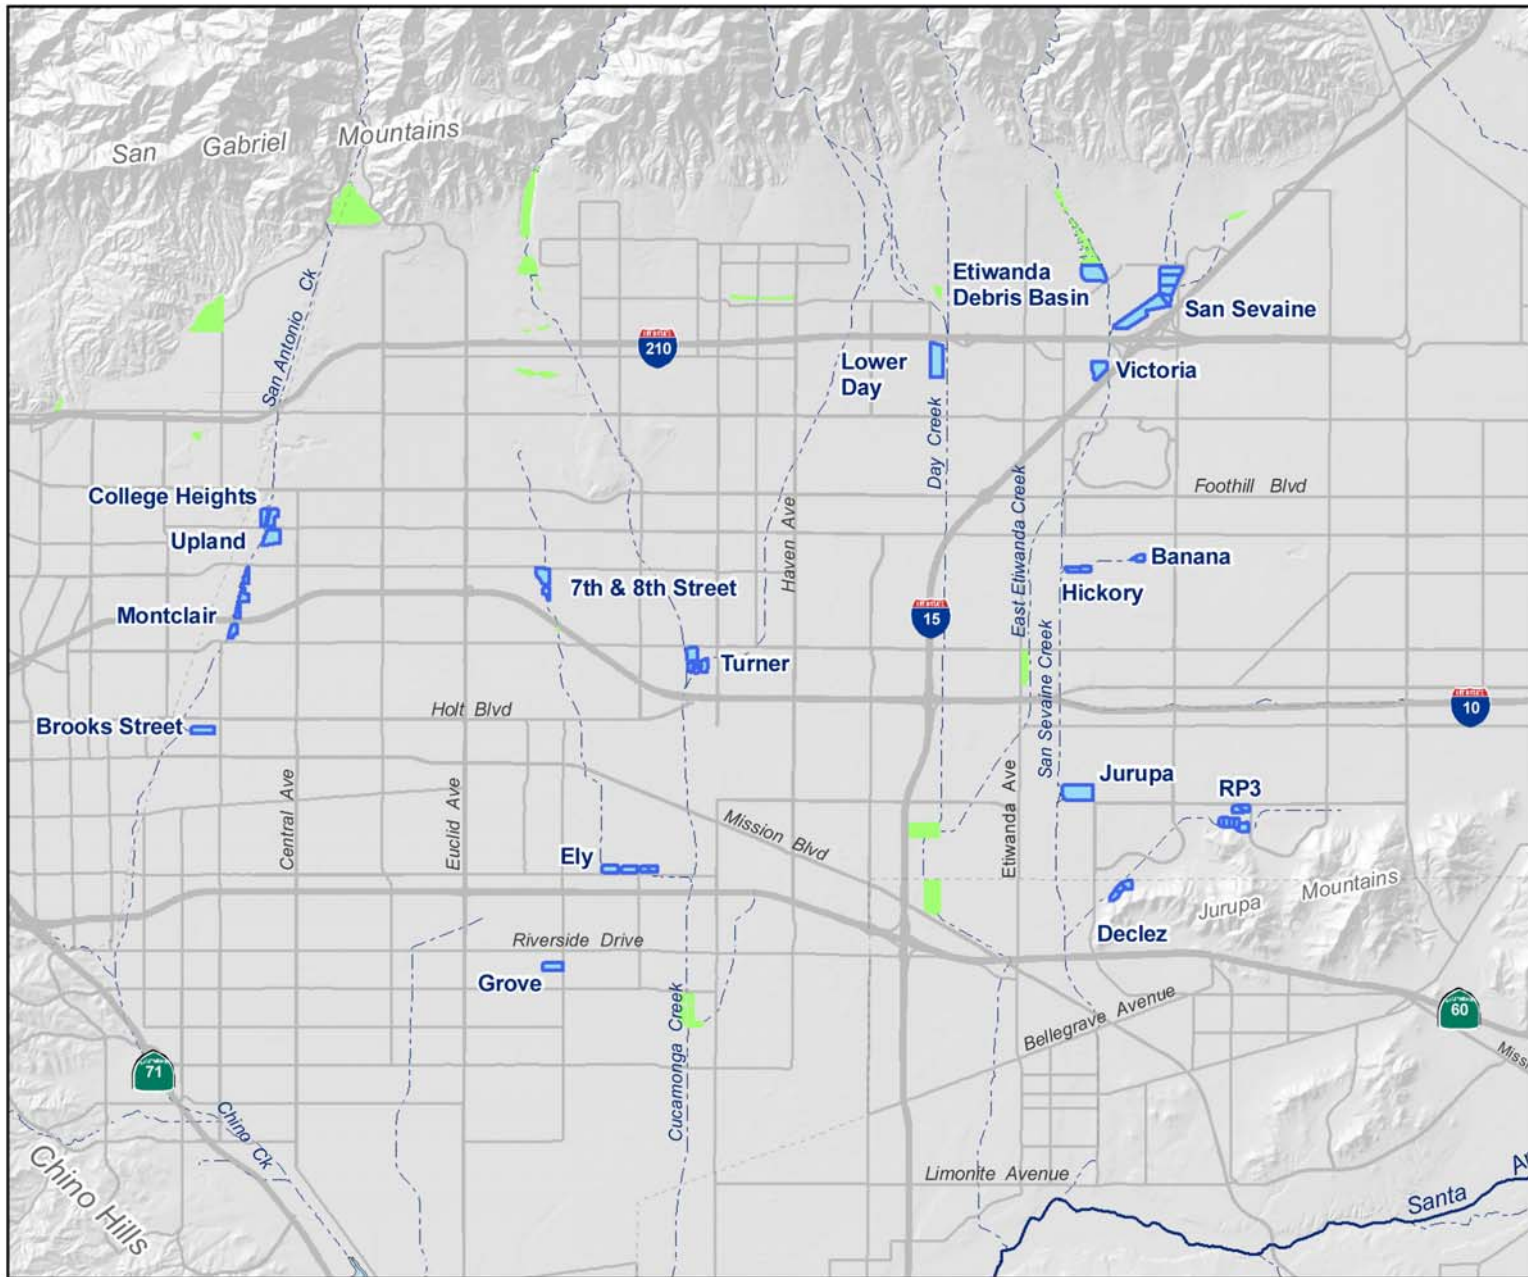 San Gabriel Mountains
San Antonio Ck
Etiwanda
Debris Basin
San Sevaine
210
Lower
Day
Victoria
Day Creek
East Etiwanda Creek
Foothill Blvd
College Heights
Upland
Haven Ave
Banana
7th & 8th Street
Hickory
Montclair
15
San Sevaine Creek
Turner
Holt Blvd
10
Brooks Street
Jurupa
RP3
Central Ave
Euclid Ave
Mission Blvd
Etiwanda Ave
Ely
Jurupa Mountains
Declez
Riverside Drive
Grove
Cucamonga Creek
Bellegrave Avenue
60
71
Chino Ck
Chino Hills
Limonite Avenue
Santa